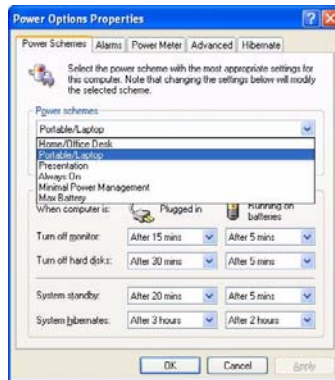 Power Options Properties
Power Schemes Alarms Power Meter Advanced Hibernate
Select the power scheme with the most appropriate settings for
this computer. Note that changing the settings below will modify
the selected scheme.
Power schemes
Portable/Laptop
Home/Office Desk
Portable/Laptop
Presentation
Always On
Minimal Power Management
Max Battery
When computer is: Plugged in Running on
batteries
Turn off monitor: After 15 mins After 5 mins
Turn off hard disks: After 30 mins After 5 mins
System standby: After 20 mins After 5 mins
System hibernates: After 3 hours After 2 hours
OK Cancel Apply